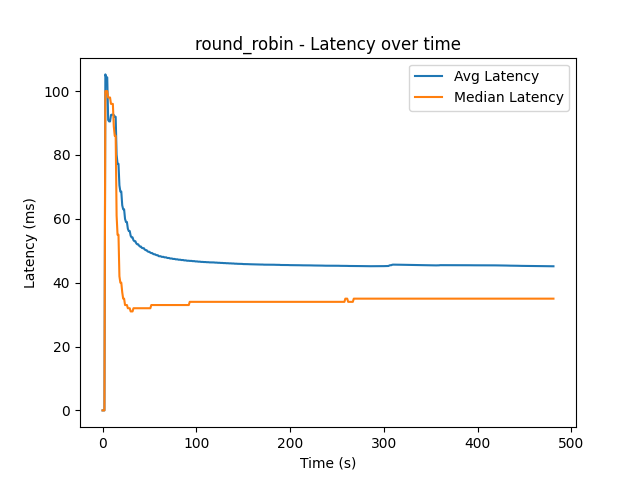 round_robin - Latency over time
Avg Latency
Median Latency
Latency (ms)
100
80
60
40
20
0
0 100 200 300 400 500
Time (s)